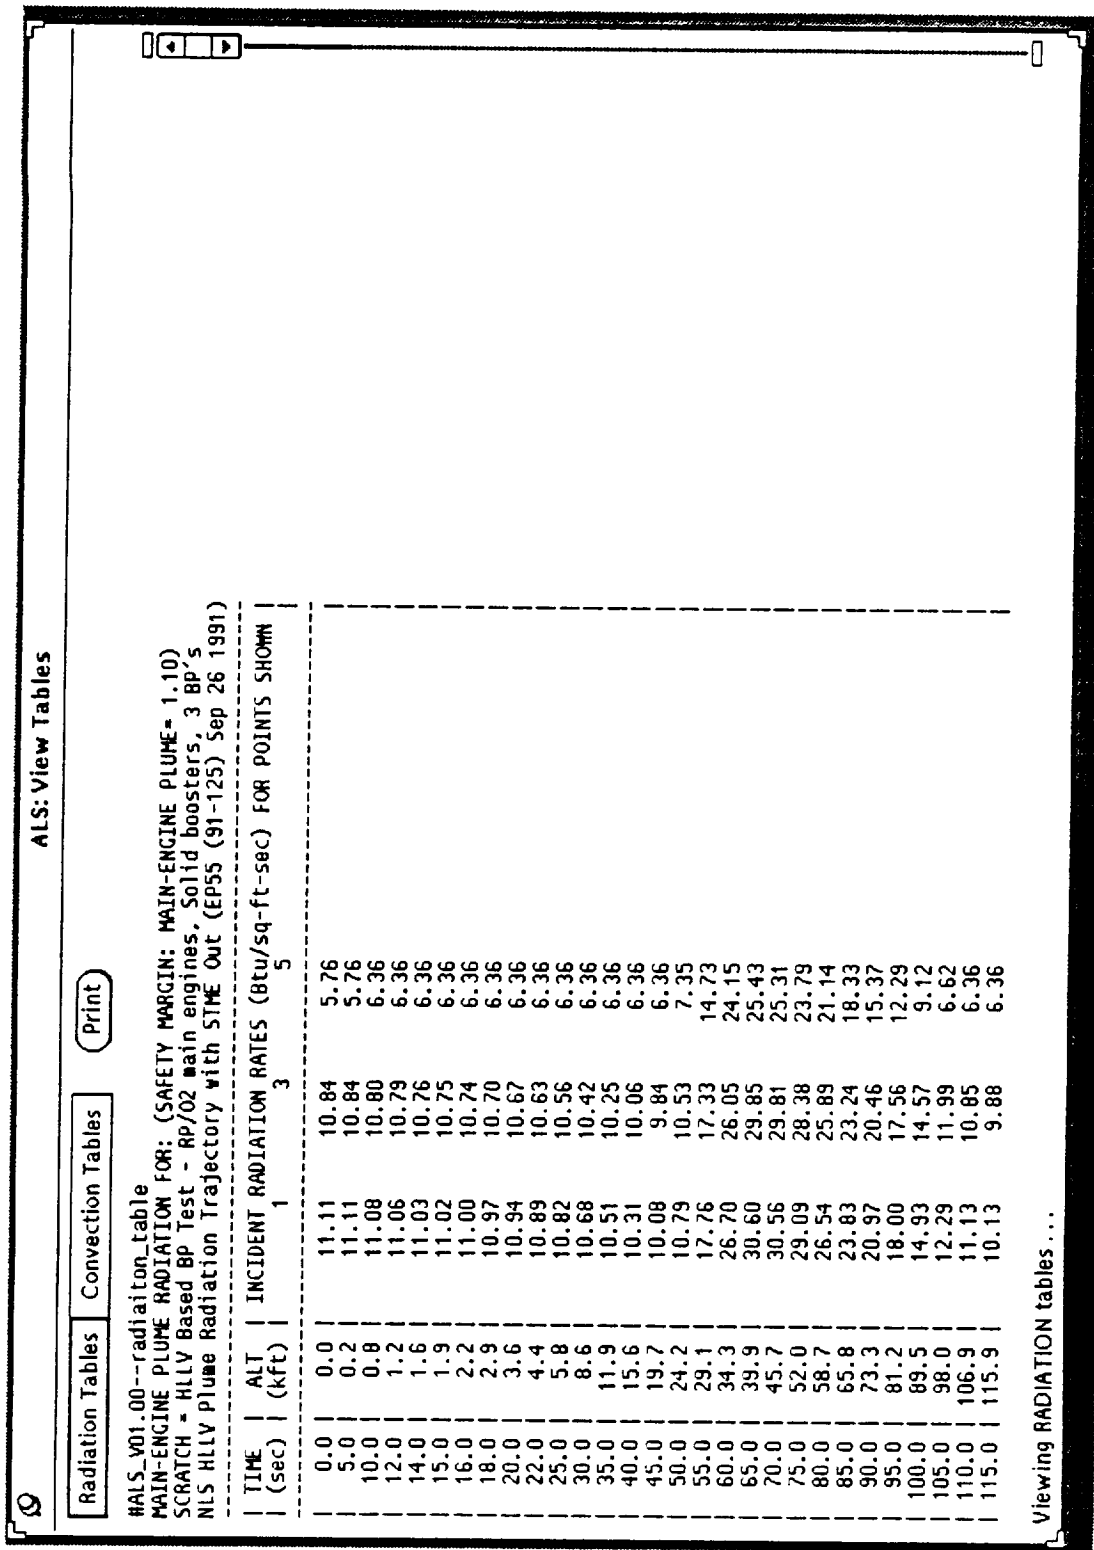 ALS: View Tables
Radiation Tables Convection Tables Print
#ALS_V01.00---radiaiton_table
MAIN-ENGINE PLUME RADIATION FOR: (SAFETY MARGIN: MAIN-ENGINE PLUME= 1.10)
SCRATCH = HLLV Based BP Test - RP/O2 main engines, Solid boosters, 3 BP's
NLS HLLV Plume Radiation Trajectory with STME Out (EP55 (91-125) Sep 26 1991)
| TIME | ALT | INCIDENT RADIATION RATES (Btu/sq-ft-sec) FOR POINTS SHOWN |
| (sec) | (kft) | 1 3 5 |
| 0.0 | 0.0 | 11.11 10.84 5.76 |
| 5.0 | 0.2 | 11.11 10.84 5.76 |
| 10.0 | 0.8 | 11.08 10.80 6.36 |
| 12.0 | 1.2 | 11.06 10.79 6.36 |
| 14.0 | 1.6 | 11.03 10.76 6.36 |
| 15.0 | 1.9 | 11.02 10.75 6.36 |
| 16.0 | 2.2 | 11.00 10.74 6.36 |
| 18.0 | 2.9 | 10.97 10.70 6.36 |
| 20.0 | 3.6 | 10.94 10.67 6.36 |
| 22.0 | 4.4 | 10.89 10.63 6.36 |
| 25.0 | 5.8 | 10.82 10.56 6.36 |
| 30.0 | 8.6 | 10.68 10.42 6.36 |
| 35.0 | 11.9 | 10.51 10.25 6.36 |
| 40.0 | 15.6 | 10.31 10.06 6.36 |
| 45.0 | 19.7 | 10.08 9.84 6.36 |
| 50.0 | 24.2 | 10.79 10.53 7.35 |
| 55.0 | 29.1 | 17.76 17.33 14.73 |
| 60.0 | 34.3 | 26.70 26.05 24.15 |
| 65.0 | 39.9 | 30.60 29.85 25.43 |
| 70.0 | 45.7 | 30.56 29.81 25.31 |
| 75.0 | 52.0 | 29.09 28.38 23.79 |
| 80.0 | 58.7 | 26.54 25.89 21.14 |
| 85.0 | 65.8 | 23.83 23.24 18.33 |
| 90.0 | 73.3 | 20.97 20.46 15.37 |
| 95.0 | 81.2 | 18.00 17.56 12.29 |
| 100.0 | 89.5 | 14.93 14.57 9.12 |
| 105.0 | 98.0 | 12.29 11.99 6.62 |
| 110.0 | 106.9 | 11.13 10.85 6.36 |
| 115.0 | 115.9 | 10.13 9.88 6.36 |
Viewing RADIATION tables....